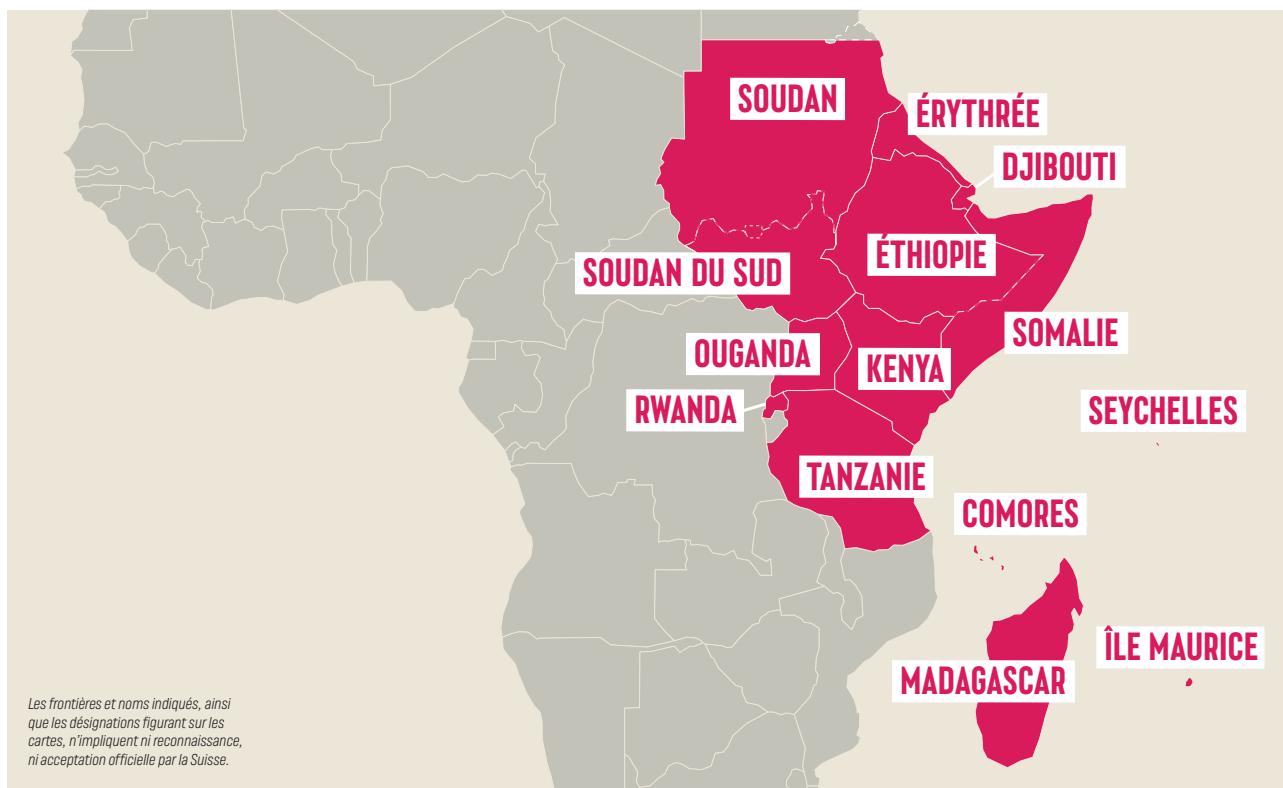 SOUDAN
ÉRYTHRÉE
DJIBOUTI
ÉTHIOPIE
SOUDAN DU SUD
SOMALIE
OUGANDA
KENYA
RWANDA
SEYCHELLES
TANZANIE
COMORES
ÎLE MAURICE
MADAGASCAR
Les frontières et noms indiqués, ainsi
que les désignations figurant sur les
cartes, n'impliquent ni reconnaissance,
ni acceptation officielle par la Suisse.